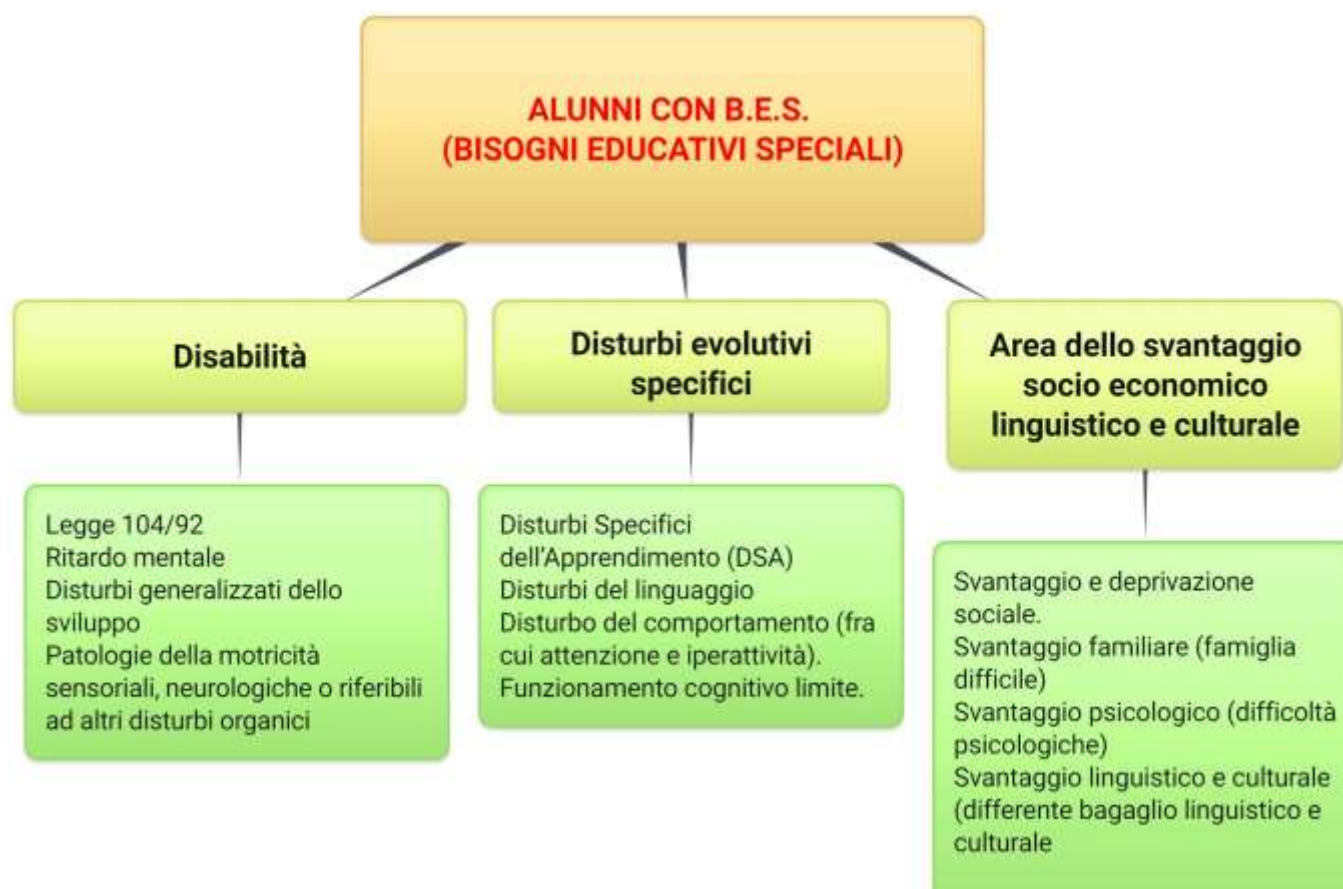 ALUNNI CON B.E.S.
(BISOGNI EDUCATIVI SPECIALI)
Disabilità
Legge 104/92
Ritardo mentale
Disturbi generalizzati dello
sviluppo
Patologie della motricità
sensoriali, neurologiche o riferibili
ad altri disturbi organici
Disturbi evolutivi
specifici
Disturbi Specifici
dell'Apprendimento (DSA)
Disturbi del linguaggio
Disturbo del comportamento (fra
cui attenzione e iperattività).
Funzionamento cognitivo limite.
Area dello svantaggio
socio economico
linguistico e culturale
Svantaggio e deprivazione
sociale.
Svantaggio familiare (famiglia
difficile)
Svantaggio psicologico (difficoltà
psicologiche)
Svantaggio linguistico e culturale
(differente bagaglio linguistico e
culturale